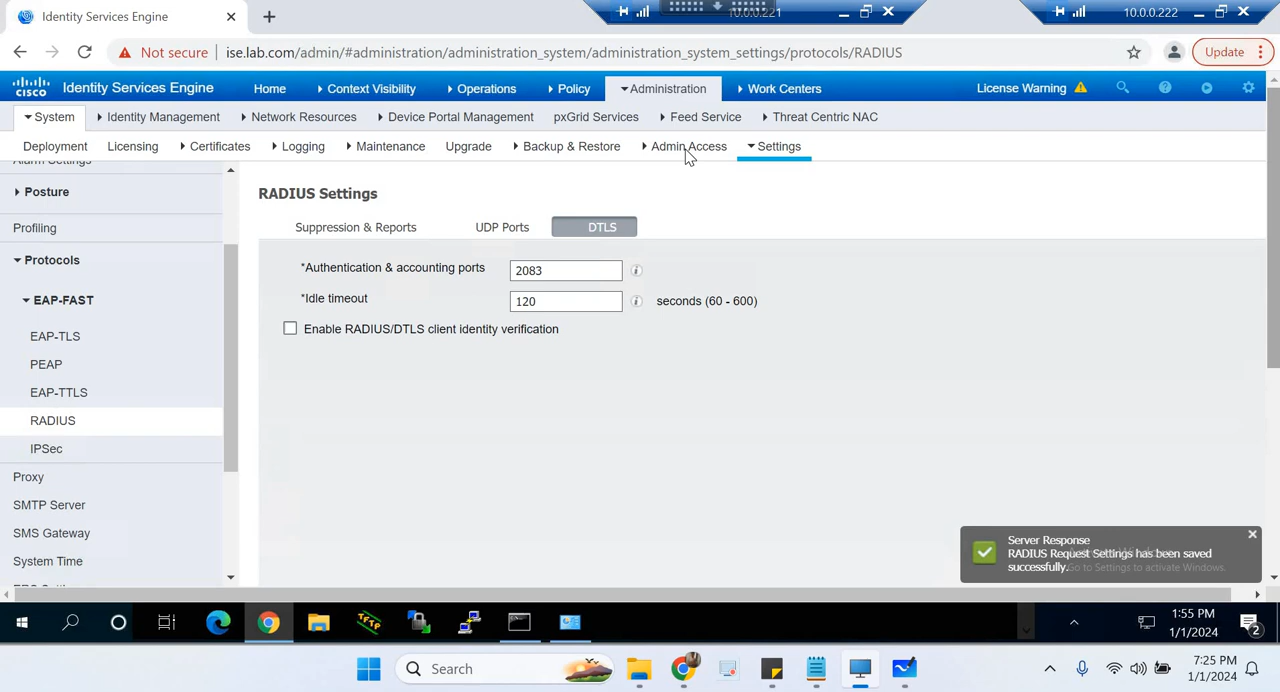 Identity Services Engine
10.0.0.221
10.0.0.222
Not secure
ise.lab.com/admin/#administration/administration_system/administration_system_settings/protocols/RADIUS
Update
CISCO
Identity Services Engine
Home
Context Visibility
Operations
Policy
Administration
Work Centers
License Warning
System
Identity Management
Network Resources
Device Portal Management
pxGrid Services
Feed Service
Threat Centric NAC
Deployment
Licensing
Certificates
Logging
Maintenance
Upgrade
Backup & Restore
Admin Access
Settings
Alarm Settings
Posture
Profiling
Protocols
EAP-FAST
EAP-TLS
PEAP
EAP-TTLS
RADIUS
IPSec
Proxy
SMTP Server
SMS Gateway
System Time
RADIUS Settings
Suppression & Reports
UDP Ports
DTLS
*Authentication & accounting ports
2083
*Idle timeout
120
seconds (60 - 600)
Enable RADIUS/DTLS client identity verification
Server Response
RADIUS Request Settings has been saved
successfully.
Go to Settings to activate Windows.
TFTP
1:55 PM
1/1/2024
2
Search
7:25 PM
1/1/2024